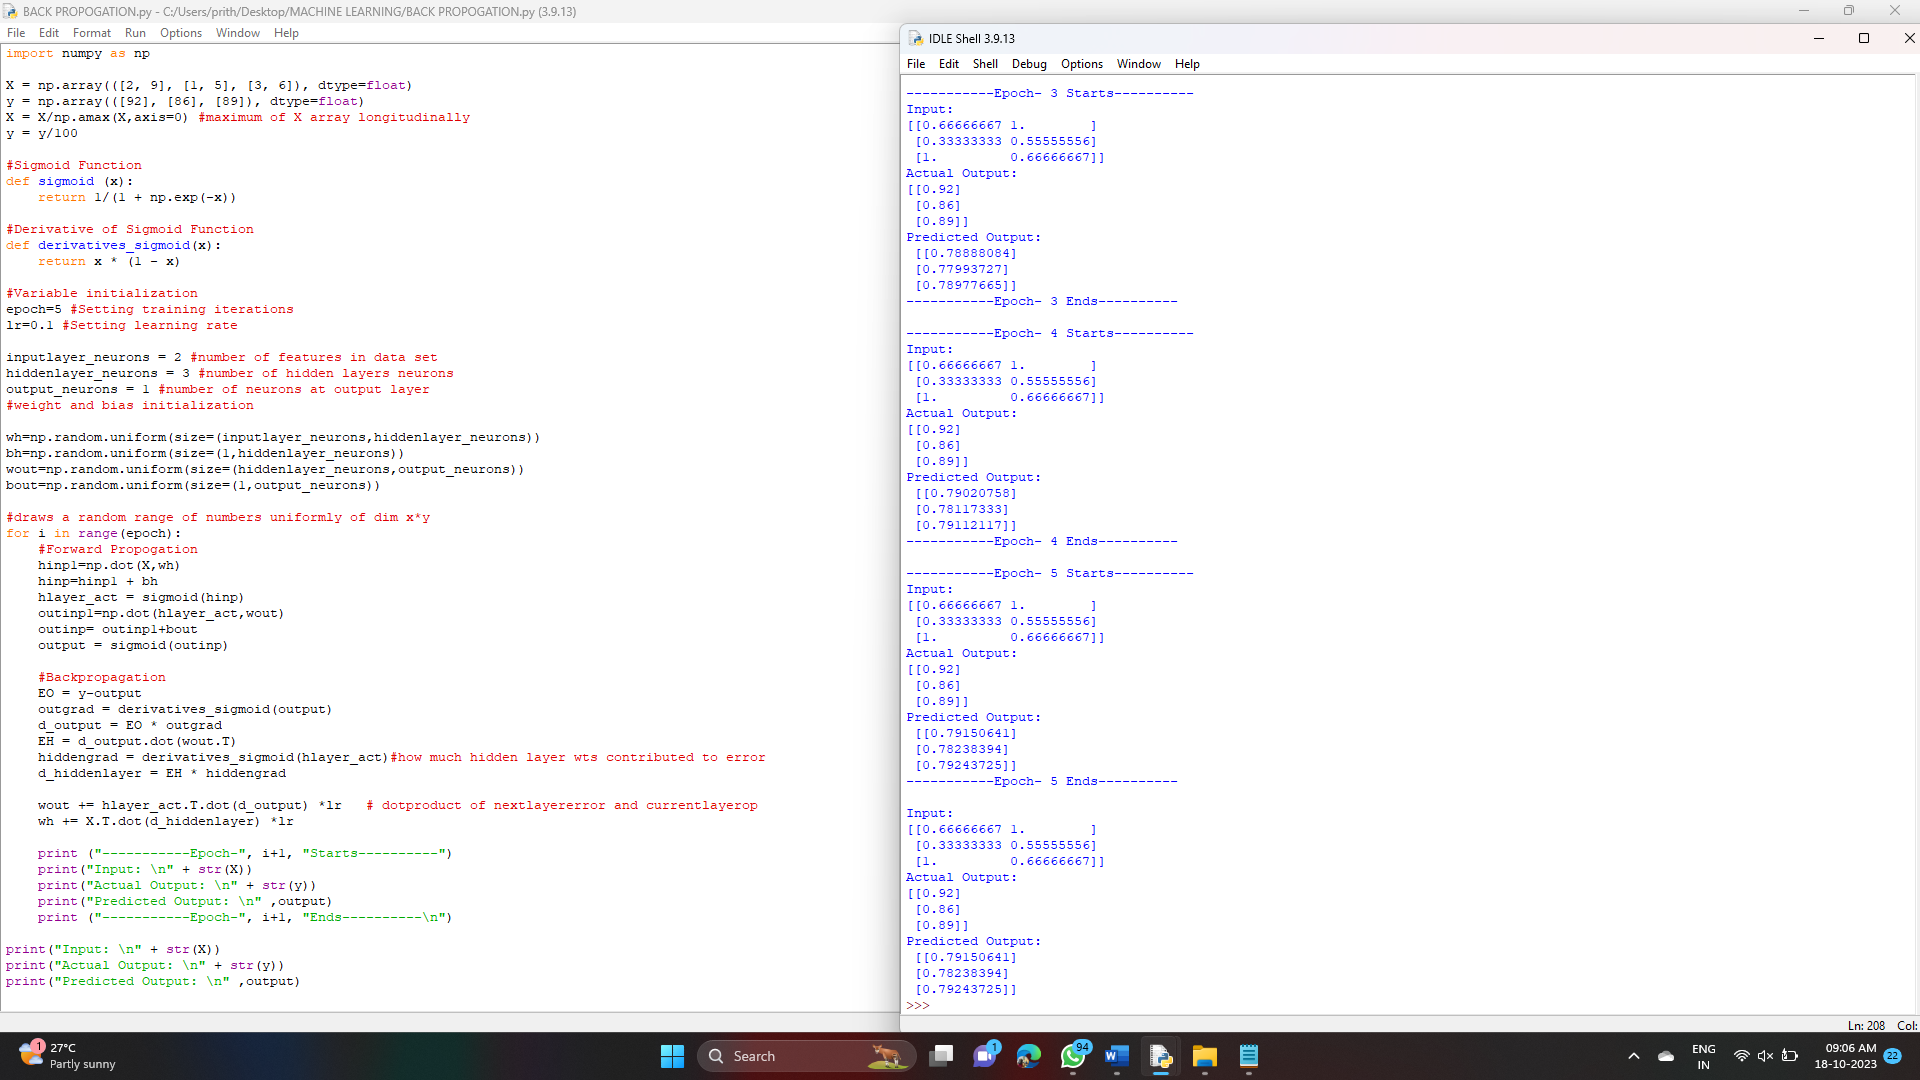 BACK PROPOGATION.py - C:/Users/prith/Desktop/MACHINE LEARNING/BACK PROPOGATION.py (3.9.13)
File Edit Format Run Options Window Help
import numpy as np
X = np.array(([2, 9], [1, 5], [3, 6]), dtype=float)
y = np.array(([92], [86], [89]), dtype=float)
X = X/np.amax(X,axis=0) #maximum of X array longitudinally
y = y/100
#Sigmoid Function
def sigmoid (x):
    return 1/(1 + np.exp(-x))
#Derivative of Sigmoid Function
def derivatives_sigmoid(x):
    return x * (1 - x)
#Variable initialization
epoch=5 #Setting training iterations
lr=0.1 #Setting learning rate
inputlayer_neurons = 2 #number of features in data set
hiddenlayer_neurons = 3 #number of hidden layers neurons
output_neurons = 1 #number of neurons at output layer
#weight and bias initialization
wh=np.random.uniform(size=(inputlayer_neurons,hiddenlayer_neurons))
bh=np.random.uniform(size=(1,hiddenlayer_neurons))
wout=np.random.uniform(size=(hiddenlayer_neurons,output_neurons))
bout=np.random.uniform(size=(1,output_neurons))
#draws a random range of numbers uniformly of dim x*y
for i in range(epoch):
    #Forward Propogation
    hinp1=np.dot(X,wh)
    hinp=hinp1 + bh
    hlayer_act = sigmoid(hinp)
    outinp1=np.dot(hlayer_act,wout)
    outinp= outinp1+bout
    output = sigmoid(outinp)
    #Backpropagation
    EO = y-output
    outgrad = derivatives_sigmoid(output)
    d_output = EO * outgrad
    EH = d_output.dot(wout.T)
    hiddengrad = derivatives_sigmoid(hlayer_act)#how much hidden layer wts contributed to error
    d_hiddenlayer = EH * hiddengrad
    wout += hlayer_act.T.dot(d_output) *lr   # dotproduct of nextlayererror and currentlayerop
    wh += X.T.dot(d_hiddenlayer) *lr
    print ("-----------Epoch-", i+1, "Starts----------")
    print("Input: \n" + str(X))
    print("Actual Output: \n" + str(y))
    print("Predicted Output: \n" ,output)
    print ("-----------Epoch-", i+1, "Ends----------\n")
print("Input: \n" + str(X))
print("Actual Output: \n" + str(y))
print("Predicted Output: \n" ,output)
IDLE Shell 3.9.13
File Edit Shell Debug Options Window Help
-----------Epoch- 3 Starts----------
Input:
[[0.66666667 1.        ]
 [0.33333333 0.55555556]
 [1.         0.66666667]]
Actual Output:
[[0.92]
 [0.86]
 [0.89]]
Predicted Output:
 [[0.78888084]
 [0.77993727]
 [0.78977665]]
-----------Epoch- 3 Ends----------
-----------Epoch- 4 Starts----------
Input:
[[0.66666667 1.        ]
 [0.33333333 0.55555556]
 [1.         0.66666667]]
Actual Output:
[[0.92]
 [0.86]
 [0.89]]
Predicted Output:
 [[0.79020758]
 [0.78117333]
 [0.79112117]]
-----------Epoch- 4 Ends----------
-----------Epoch- 5 Starts----------
Input:
[[0.66666667 1.        ]
 [0.33333333 0.55555556]
 [1.         0.66666667]]
Actual Output:
[[0.92]
 [0.86]
 [0.89]]
Predicted Output:
 [[0.79150641]
 [0.78238394]
 [0.79243725]]
-----------Epoch- 5 Ends----------
Input:
[[0.66666667 1.        ]
 [0.33333333 0.55555556]
 [1.         0.66666667]]
Actual Output:
[[0.92]
 [0.86]
 [0.89]]
Predicted Output:
 [[0.79150641]
 [0.78238394]
 [0.79243725]]
>>>
Ln: 208 Col:
1
27°C
Partly sunny
Search
1
94
W
ENG
IN
09:06 AM
18-10-2023
22